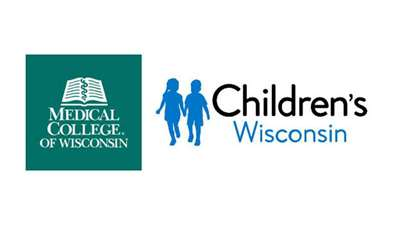 MEDICAL
COLLEGE
OF WISCONSIN
Children's
Wisconsin